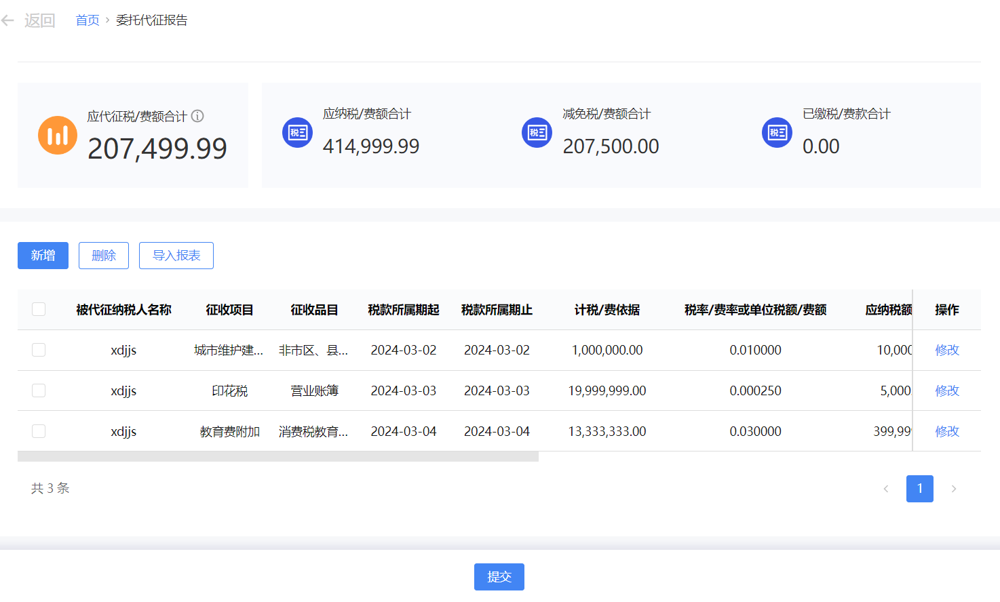 返回 首页 > 委托代征报告
应代征税/费额合计
207,499.99
应纳税/费额合计
414,999.99
减免税/费额合计
207,500.00
已缴税/费款合计
0.00
新增 删除 导入报表
被代征纳税人名称 征收项目 征收品目 税款所属期起 税款所属期止 计税/费依据 税率/费率或单位税额/费额 应纳税额 操作
xdjjs 城市维护建... 非市区、县... 2024-03-02 2024-03-02 1,000,000.00 0.010000 10,000 修改
xdjjs 印花税 营业账簿 2024-03-03 2024-03-03 19,999,999.00 0.000250 5,000. 修改
xdjjs 教育费附加 消费税教育... 2024-03-04 2024-03-04 13,333,333.00 0.030000 399,99 修改
共 3 条
1
提交